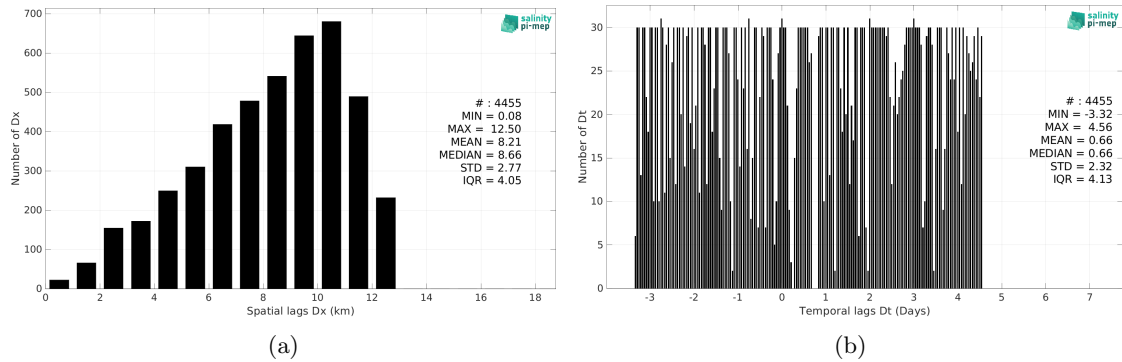 700
600
500
400
300
200
100
0
Number of Dx
0 2 4 6 8 10 12 14 16 18
Spatial lags Dx (km)
salinity
pi-mep
# : 4455
MIN = 0.08
MAX = 12.50
MEAN = 8.21
MEDIAN = 8.66
STD = 2.77
IQR = 4.05
(a)
30
25
20
15
10
5
0
Number of Dt
-3 -2 -1 0 1 2 3 4 5 6 7
Temporal lags Dt (Days)
salinity
pi-mep
# : 4455
MIN = -3.32
MAX = 4.56
MEAN = 0.66
MEDIAN = 0.66
STD = 2.32
IQR = 4.13
(b)